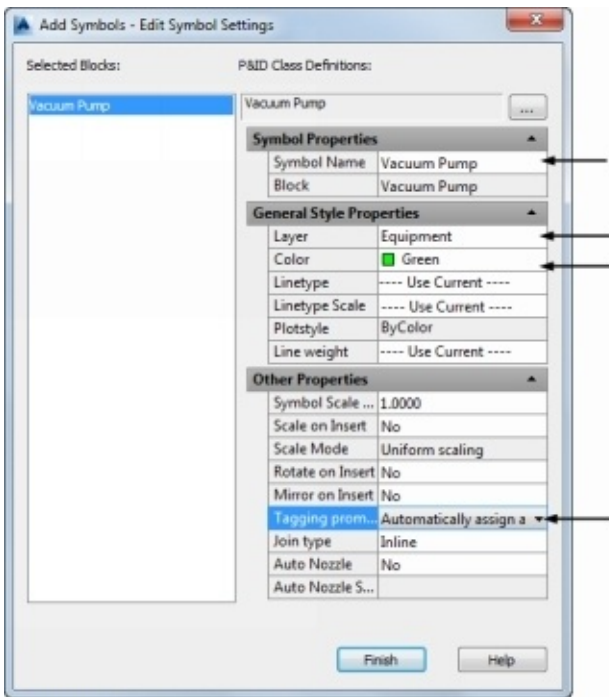 Add Symbols - Edit Symbol Settings
Selected Blocks:
P&ID Class Definitions:
Vacuum Pump
Vacuum Pump
...
Symbol Properties
Symbol Name Vacuum Pump
Block Vacuum Pump
General Style Properties
Layer Equipment
Color Green
Linetype ---- Use Current ----
Linetype Scale ---- Use Current ----
Plotstyle ByColor
Line weight ---- Use Current ----
Other Properties
Symbol Scale ... 1.0000
Scale on Insert No
Scale Mode Uniform scaling
Rotate on Insert No
Mirror on Insert No
Tagging prom... Automatically assign a
Join type Inline
Auto Nozzle No
Auto Nozzle S...
Finish
Help